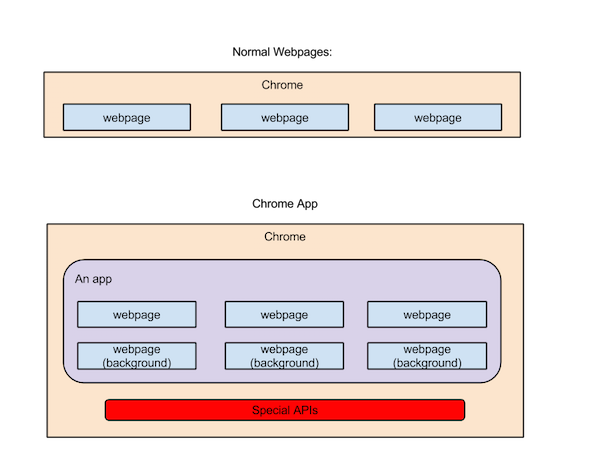 Normal Webpages:
Chrome
webpage webpage webpage
Chrome App
Chrome
An app
webpage webpage webpage
webpage webpage webpage
(background) (background) (background)
Special APIs